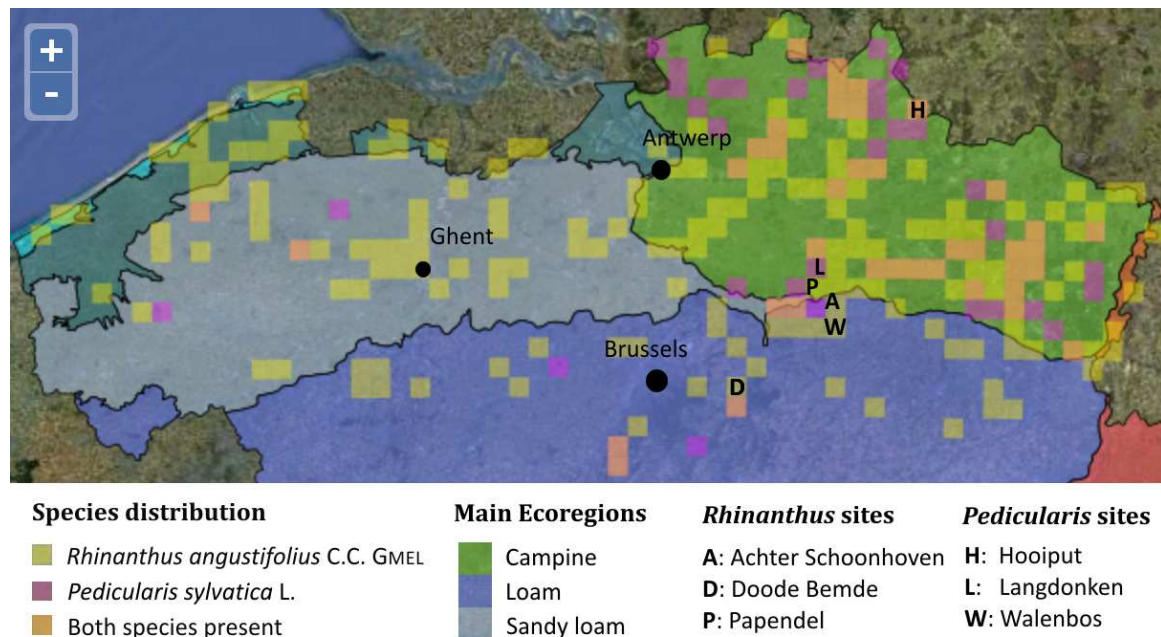 +
-
H
Antwerp
Ghent
L
P
A
W
Brussels
D
Species distribution
Rhinanthus angustifolius C.C. GMEL
Pedicularis sylvatica L.
Both species present
Main Ecoregions
Campine
Loam
Sandy loam
Rhinanthus sites
A: Achter Schoonhoven
D: Doode Bemde
P: Papendel
Pedicularis sites
H: Hooiput
L: Langdonken
W: Walenbos